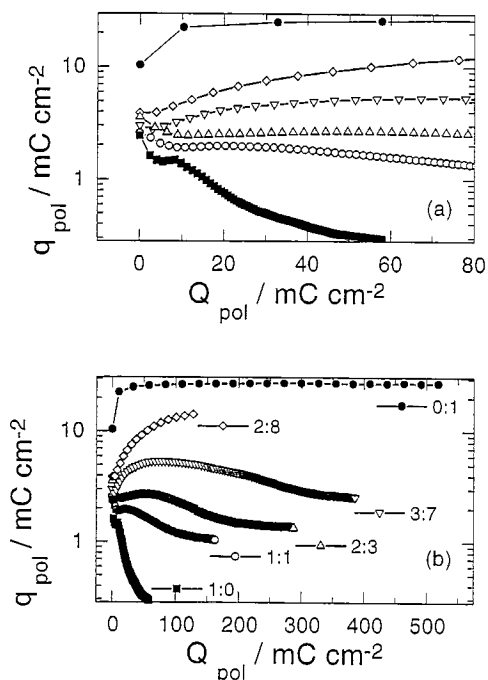 10
1
q pol / mC cm-2
(a)
0 20 40 60 80
Q pol / mC cm-2
10
1
q pol / mC cm-2
0:1
2:8
3:7
2:3
1:1
1:0
(b)
0 100 200 300 400 500
Q pol / mC cm-2